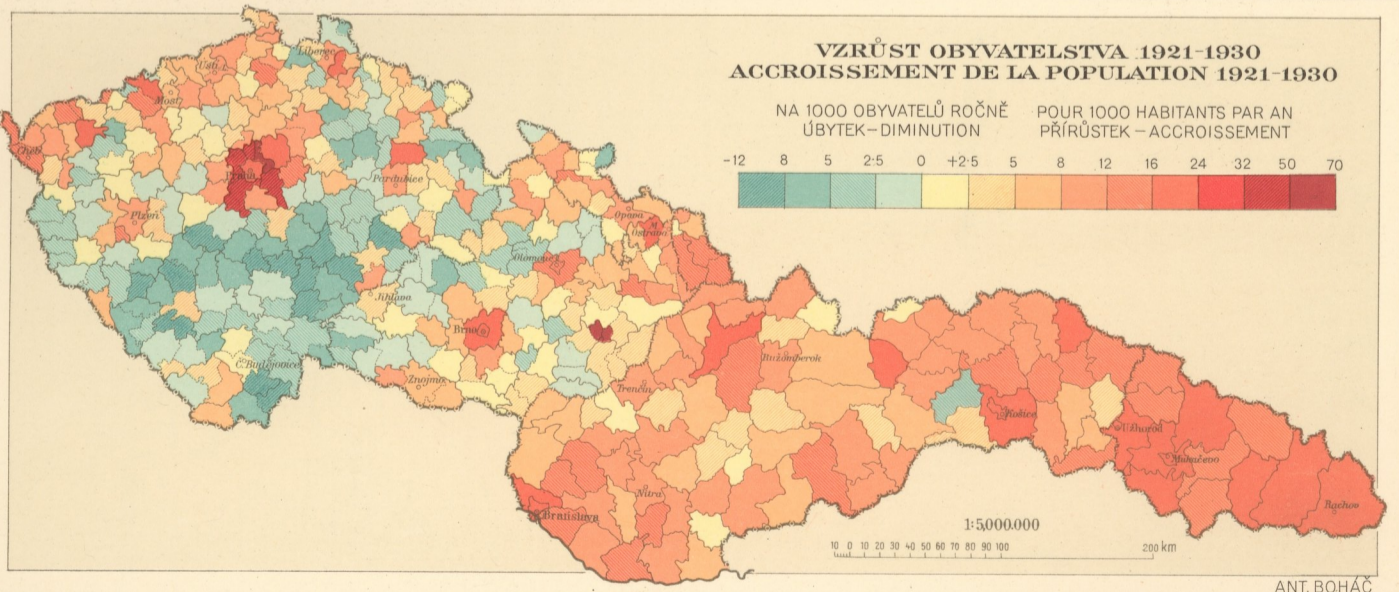 VZRŮST OBYVATELSTVA 1921-1930
ACCROISSEMENT DE LA POPULATION 1921-1930
NA 1000 OBYVATELŮ ROČNĚ
ÚBYTEK-DIMINUTION
POUR 1000 HABITANTS PAR AN
PŘÍRŮSTEK-ACCROISSEMENT
-12 8 5 2·5 0 +2·5 5 8 12 16 24 32 50 70
Liberec
Ústí
Most
Cheb
Praha
Pardubice
Plzeň
Opava
M. Ostrava
Olomouc
Jihlava
Brno
Č. Budějovice
Znojmo
Ružomberok
Trenčín
Košice
Užhorod
Mukačevo
Nitra
Rachov
Bratislava
1:5,000.000
10 0 10 20 30 40 50 60 70 80 90 100 200 km
ANT. BOHÁČ